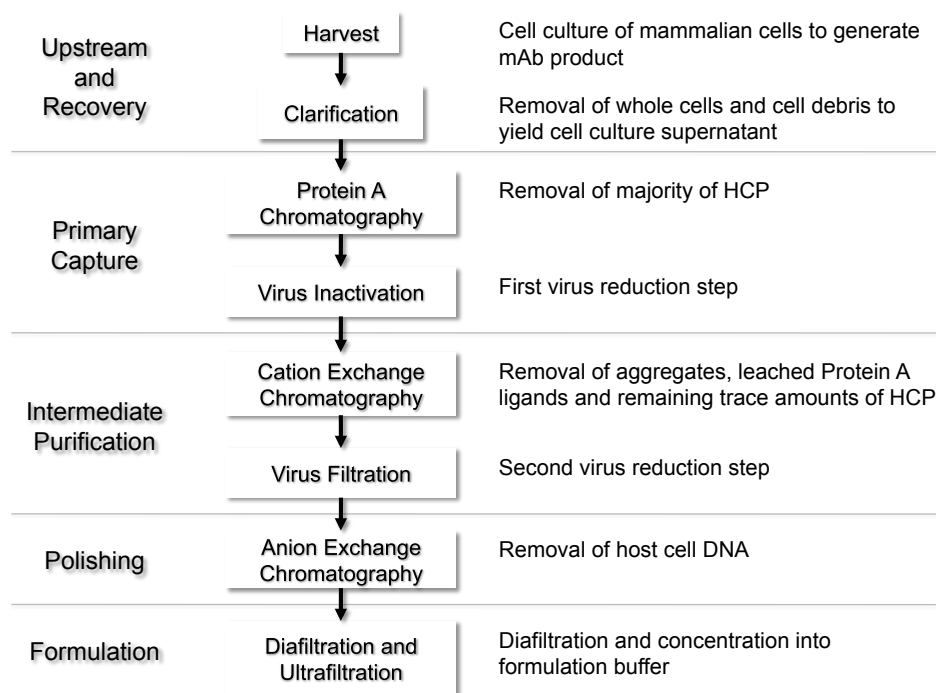 Upstream
and
Recovery
Harvest
Cell culture of mammalian cells to generate
mAb product
Clarification
Removal of whole cells and cell debris to
yield cell culture supernatant
Primary
Capture
Protein A
Chromatography
Removal of majority of HCP
Virus Inactivation
First virus reduction step
Intermediate
Purification
Cation Exchange
Chromatography
Removal of aggregates, leached Protein A
ligands and remaining trace amounts of HCP
Virus Filtration
Second virus reduction step
Polishing
Anion Exchange
Chromatography
Removal of host cell DNA
Formulation
Diafiltration and
Ultrafiltration
Diafiltration and concentration into
formulation buffer